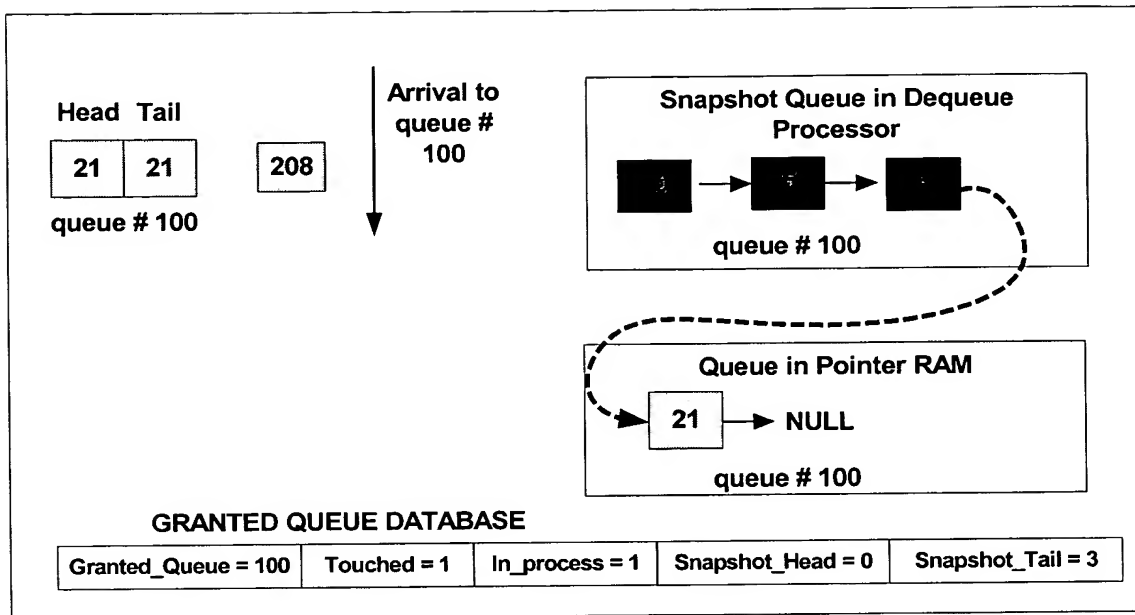 Head Tail
21 21
queue # 100
208
Arrival to
queue #
100
Snapshot Queue in Dequeue
Processor
queue # 100
Queue in Pointer RAM
21 NULL
queue # 100
GRANTED QUEUE DATABASE
Granted_Queue = 100 Touched = 1 In_process = 1 Snapshot_Head = 0 Snapshot_Tail = 3